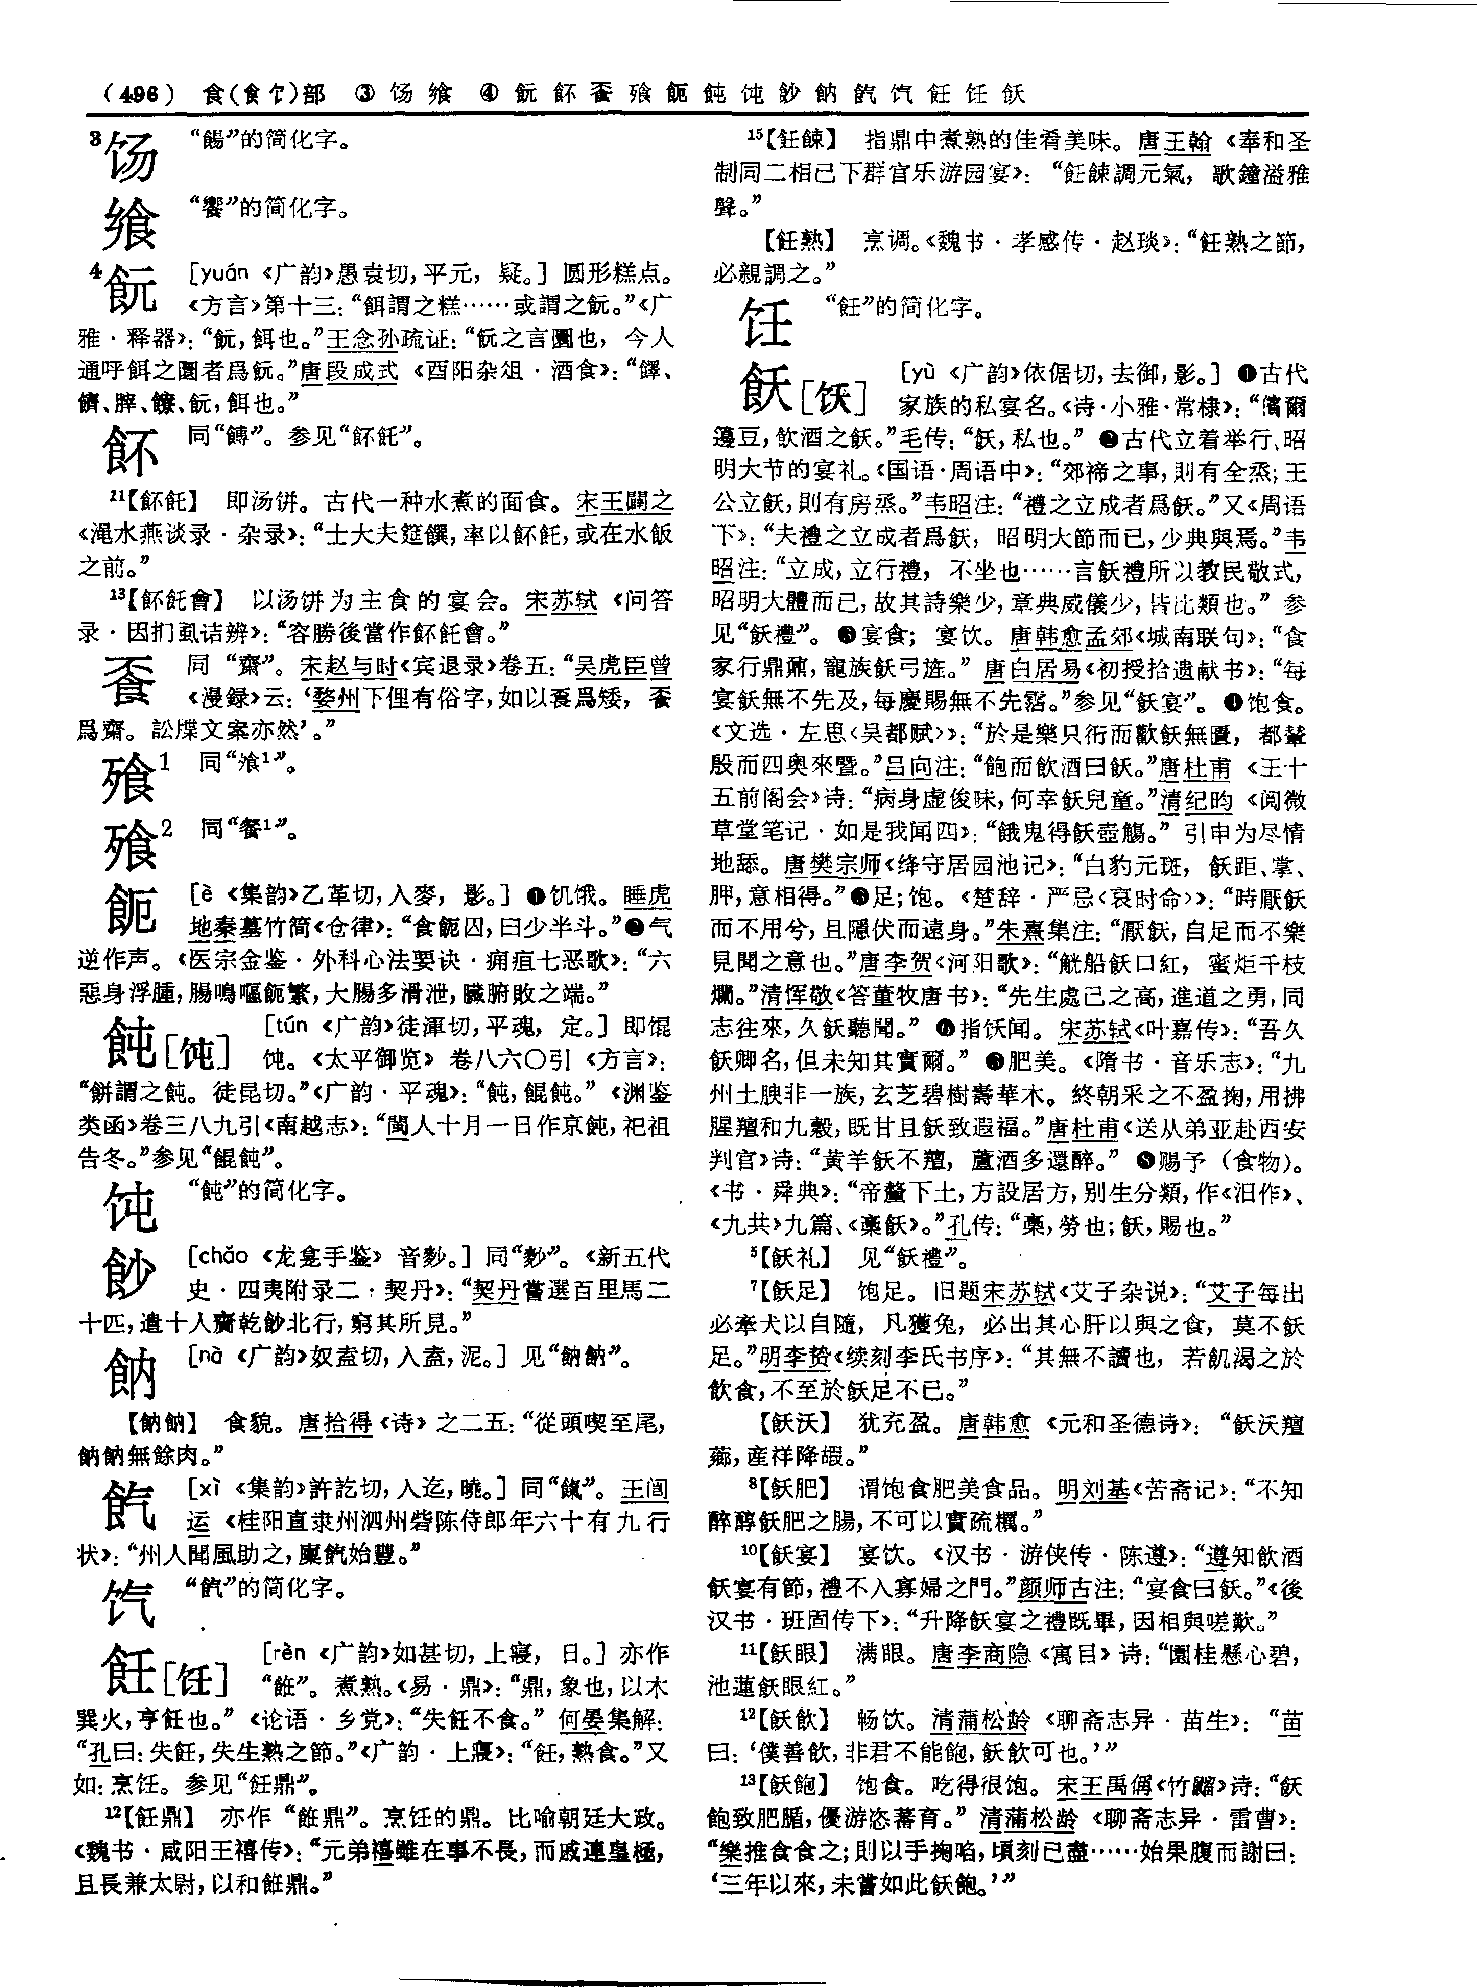 (496) 食(飠饣)部 ③饧飨 ④飦䬧飱飩饨䬰飪饪飫
3饧 “餳”的简化字。
飨 “饗”的简化字。
4 [yuán《广韵》愚袁切,平元,疑。] 圆形糕点。
《方言》第十三:“餌謂之糕……或謂之䬧。”《广
雅·释器》:“䬧,餌也。”王念孙疏证:“䬧之言圜也,今人
通呼餌之圜者爲䬧。”唐段成式《酉阳杂俎·酒食》:
䬧,餌也。”
同“餺”。参见“䬩飥”。
21【䬩飥】 即汤饼。古代一种水煮的面食。宋王闢之
《渑水燕谈录·杂录》:“士大夫筵饌,率以䬩飥,或在水飯
之前。”
13【䬩飥會】 以汤饼为主食的宴会。宋苏轼《问答
录·因扪虱诘辨》:“容勝後當作䬩飥會。”
同“齋”。宋赵与时《宾退录》卷五:“吴虎臣曾
《漫録》云:‘婺州下俚有俗字,如以 爲矮,
爲齋。訟牒文案亦然’。”
飱1 同“飧1”。
飱2 同“餐1”。
[è《集韵》乙革切,入麥,影。] ❶饥饿。睡虎
地秦墓竹简《仓律》:“食 囚,日少半斗。”❷气
逆作声。《医宗金鉴·外科心法要诀·痈疽七恶歌》:“六
惡身浮腫,腸鳴嘔 繁,大腸多滑泄,臟腑敗之端。”
飩[饨] [tún《广韵》徒渾切,平魂,定。] 即馄
饨。《太平御览》卷八六〇引《方言》:
“餅謂之飩。徒昆切。”《广韵·平魂》:“飩,餛飩。”《渊鉴
类函》卷三八九引《南越志》:“閩人十月一日作京飩,祀祖
告冬。”参见“餛飩”。
饨 “飩”的简化字。
[chǎo《龙龛手鉴》音麨。] 同“麨”。《新五代
史·四夷附录二·契丹》:“契丹嘗選百里馬二
十匹,遣十人齎乾 北行,窮其所見。”
[nà《广韵》奴盍切,入盍,泥。] 见“”。
食貌。唐拾得《诗》之二五:“從頭喫至尾,
無餘肉。”
[xì《集韵》許訖切,入迄,曉。] 同“餼”。王闿
运《桂阳直隶州泗州砦陈侍郎年六十有九行
状》:“州人聞風助之,稟 始豐。”
的简化字。
飪[饪] [rèn《广韵》如甚切,上寑,日。] 亦作
“餁”。煮熟。《易·鼎》:“鼎,象也,以木
巽火,亨飪也。”《论语·乡党》:“失飪不食。”何晏集解:
“孔曰:失飪,失生熟之節。”《广韵·上寑》:“飪,熟食。”又
如:烹饪。参见“飪鼎”。
12【飪鼎】 亦作“餁鼎”。烹饪的鼎。比喻朝廷大政。
《魏书·咸阳王禧传》:“元弟禧雖在事不長,而戚連皇極,
且長兼太尉,以和餁鼎。”
15【飪餗】 指鼎中煮熟的佳肴美味。唐王翰《奉和圣
制同二相已下群官乐游园宴》:“飪餗調元氣,歌鐘溢雅
聲。”
【飪熟】 烹调。《魏书·孝感传·赵琰》:“飪熟之節,
必親調之。”
饪 “飪”的简化字。
飫[饫] [yù《广韵》依倨切,去御,影。] ❶古代
家族的私宴名。《诗·小雅·常棣》:“儐爾
籩豆,飲酒之飫。”毛传:“飫,私也。” ❷古代立着举行、昭
明大节的宴礼。《国语·周语中》:“郊禘之事,則有全烝;王
公立飫,則有房烝。”韦昭注:“禮之立成者爲飫。”又《周语
下》:“夫禮之立成者爲飫,昭明大節而已,少典與焉。”韦
昭注:“立成,立行禮,不坐也……言飫禮所以教民敬式,
昭明大體而已,故其詩樂少,章典威儀少,皆比類也。” 参
见“飫禮”。 ❸宴食;宴饮。唐韩愈孟郊《城南联句》:“食
家行鼎鼐,寵族飫弓旌。”唐白居易《初授拾遗献书》:“每
宴飫無不先及,每慶賜無不先霑。”参见“飫宴”。 ❹饱食。
《文选·左思〈吴都赋〉》:“於是樂只衎而歡飫無匱,都輦
殷而四奥來暨。”吕向注:“飽而飲酒曰飫。”唐杜甫《王十
五前阁会》诗:“病身虚俊味,何幸飫兒童。”清纪昀《阅微
草堂笔记·如是我闻四》:“餓鬼得飫壺觴。” 引申为尽情
地舔。唐樊宗师《绛守居园池记》:“白豹元斑,飫距、掌、
胛,意相得。”❺足;饱。《楚辞·严忌〈哀时命〉》:“時厭飫
而不用兮,且隱伏而遠身。”朱熹集注:“厭飫,自足而不樂
見聞之意也。”唐李贺《河阳歌》:“觥船飫口紅,蜜炬千枝
爛。”清恽敬《答董牧唐书》:“先生處己之高,進道之勇,同
志往來,久飫聽聞。” ❻指饫闻。宋苏轼《叶嘉传》:“吾久
飫卿名,但未知其實爾。” ❼肥美。《隋书·音乐志》:“九
州土腴非一族,玄芝碧樹壽華木。終朝采之不盈掬,用拂
腥羶和九穀,既甘且飫致遐福。”唐杜甫《送从弟亚赴西安
判官》诗:“黄羊飫不羶,蘆酒多還醉。” ❽赐予(食物)。
《书·舜典》:“帝釐下土,方設居方,别生分類,作《汩作》、
《九共》九篇、《槀飫》。”孔传:“槀,勞也;飫,賜也。”
5【飫礼】 见“飫禮”。
7【飫足】 饱足。旧题宋苏轼《艾子杂说》:“艾子每出
必牽犬以自隨,凡獲兔,必出其心肝以與之食,莫不飫
足。”明李贽《续刻李氏书序》:“其無不讀也,若飢渴之於
飲食,不至於飫足不已。”
【飫沃】 犹充盈。唐韩愈《元和圣德诗》:“飫沃羶
薌,産祥降嘏。”
8【飫肥】 谓饱食肥美食品。明刘基《苦斋记》:“不知
醉醇飫肥之腸,不可以實疏糲。”
10【飫宴】 宴饮。《汉书·游侠传·陈遵》:“遵知飲酒
飫宴有節,禮不入寡婦之門。”颜师古注:“宴食曰飫。”《後
汉书·班固传下》:“升降飫宴之禮既畢,因相與嗟歎。”
11【飫眼】 满眼。唐李商隐《寓目》诗:“園桂懸心碧,
池蓮飫眼紅。”
12【飫飲】 畅饮。清蒲松龄《聊斋志异·苗生》:“苗
曰:‘僕善飲,非君不能飽,飫飲可也。’”
13【飫飽】 饱食。吃得很饱。宋王禹偁《竹䶉》诗:“飫
飽致肥腯,優游恣蕃育。” 清蒲松龄《聊斋志异·雷曹》:
“樂推食食之;則以手掬啗,頃刻已盡……始果腹而謝曰:
‘三年以來,未嘗如此飫飽。’”